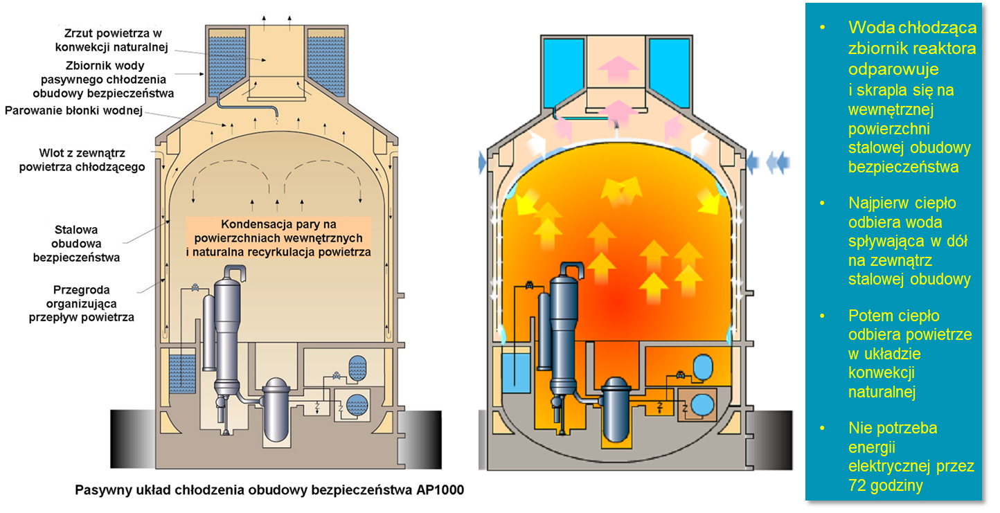 Zrzut powietrza w
konwekcji naturalnej
Zbiornik wody
pasywnego chłodzenia
obudowy bezpieczeństwa
Parowanie błonki wodnej
Wlot z zewnątrz
powietrza chłodzącego
Stalowa
obudowa
bezpieczeństwa
Przegroda
organizująca
przepływ powietrza
Kondensacja pary na
powierzchniach wewnętrznych
i naturalna recyrkulacja powietrza
Pasywny układ chłodzenia obudowy bezpieczeństwa AP1000
• Woda chłodząca
zbiornik reaktora
odparowuje
i skrapla się na
wewnętrznej
powierzchni
stalowej obudowy
bezpieczeństwa
• Najpierw ciepło
odbiera woda
spływająca w dół
na zewnątrz
stalowej obudowy
• Potem ciepło
odbiera powietrze
w układzie
konwekcji
naturalnej
• Nie potrzeba
energii
elektrycznej przez
72 godziny